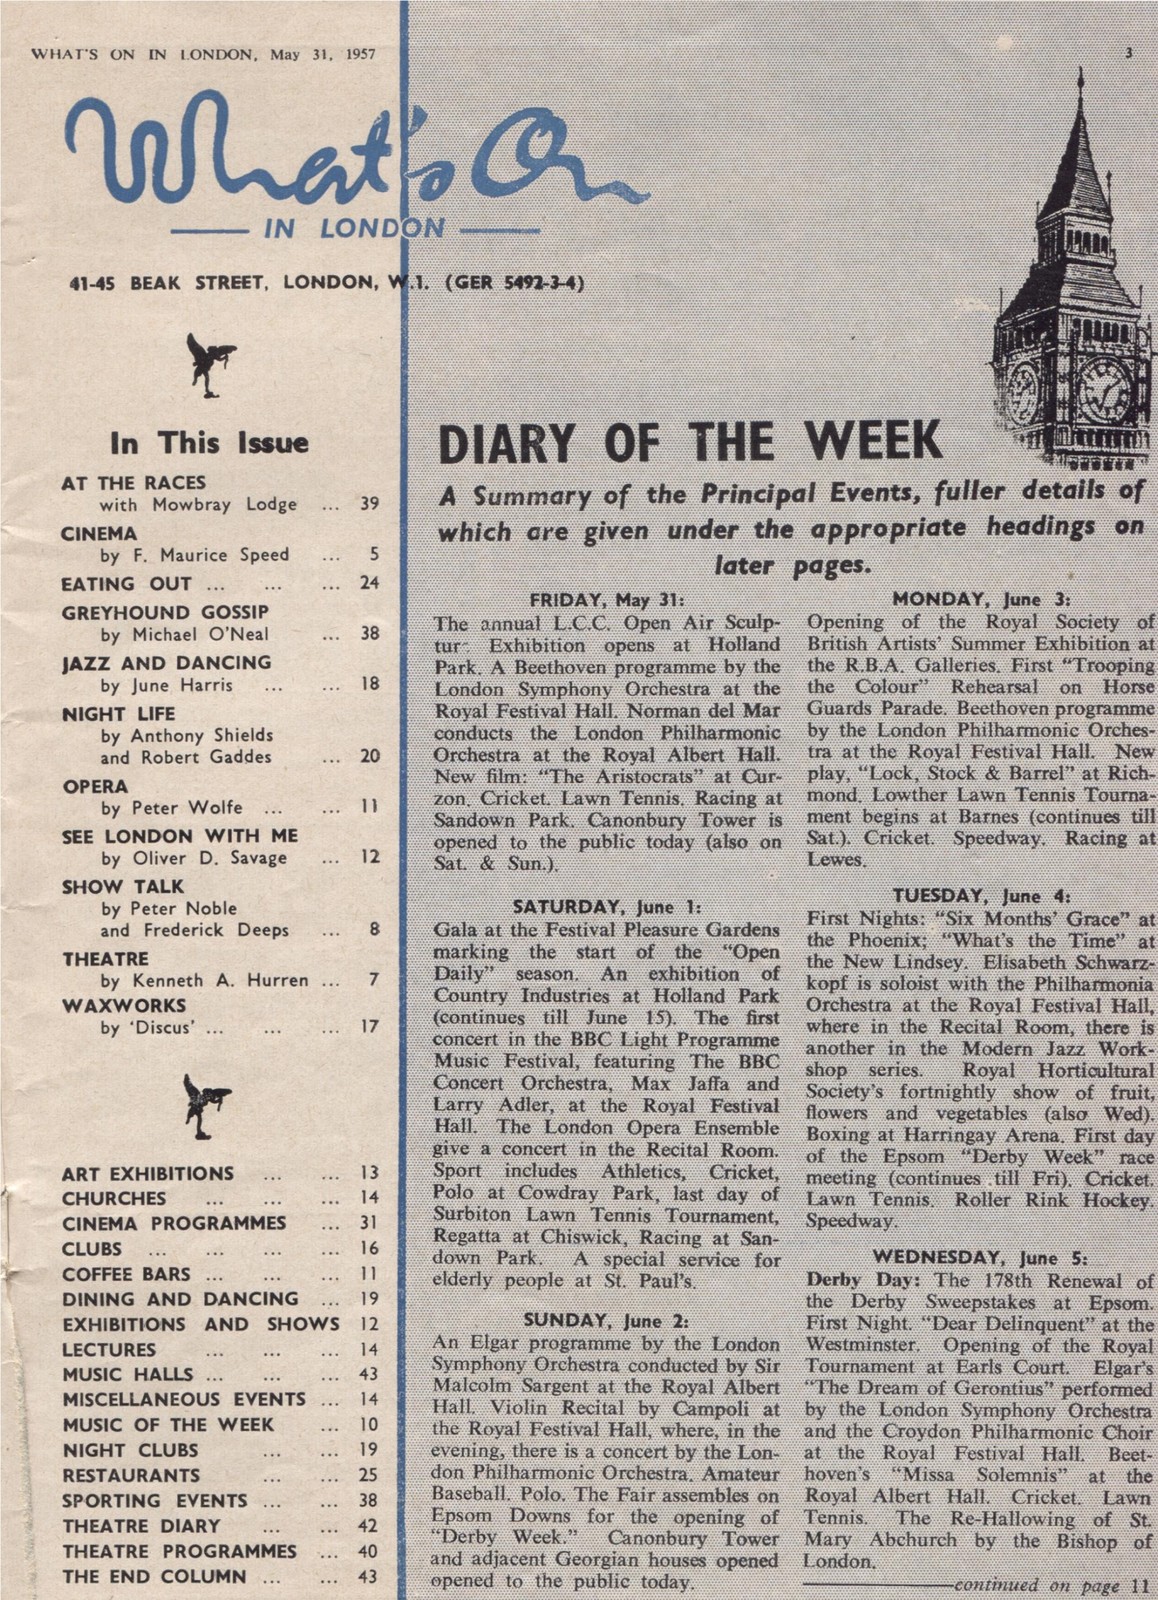 WHAT'S ON IN LONDON, May 31, 1957
3
What's On
IN LONDON
41-45 BEAK STREET, LONDON, W.1. (GER 5492-3-4)
In This Issue
AT THE RACES
with Mowbray Lodge ... 39
CINEMA
by F. Maurice Speed ... 5
EATING OUT ... ... ... 24
GREYHOUND GOSSIP
by Michael O'Neal ... 38
JAZZ AND DANCING
by June Harris ... ... 18
NIGHT LIFE
by Anthony Shields
and Robert Gaddes ... 20
OPERA
by Peter Wolfe ... ... 11
SEE LONDON WITH ME
by Oliver D. Savage ... 12
SHOW TALK
by Peter Noble
and Frederick Deeps ... 8
THEATRE
by Kenneth A. Hurren ... 7
WAXWORKS
by 'Discus' ... ... ... 17
ART EXHIBITIONS ... ... 13
CHURCHES ... ... ... 14
CINEMA PROGRAMMES ... 31
CLUBS ... ... ... ... 16
COFFEE BARS ... ... ... 11
DINING AND DANCING ... 19
EXHIBITIONS AND SHOWS 12
LECTURES ... ... ... 14
MUSIC HALLS ... ... ... 43
MISCELLANEOUS EVENTS ... 14
MUSIC OF THE WEEK ... 10
NIGHT CLUBS ... ... 19
RESTAURANTS ... ... 25
SPORTING EVENTS ... ... 38
THEATRE DIARY ... ... 42
THEATRE PROGRAMMES ... 40
THE END COLUMN ... ... 43
DIARY OF THE WEEK
A Summary of the Principal Events, fuller details of
which are given under the appropriate headings on
later pages.
FRIDAY, May 31:
The annual L.C.C. Open Air Sculp-
tur Exhibition opens at Holland
Park. A Beethoven programme by the
London Symphony Orchestra at the
Royal Festival Hall. Norman del Mar
conducts the London Philharmonic
Orchestra at the Royal Albert Hall.
New film: "The Aristocrats" at Cur-
zon. Cricket. Lawn Tennis. Racing at
Sandown Park. Canonbury Tower is
opened to the public today (also on
Sat. & Sun.).
SATURDAY, June 1:
Gala at the Festival Pleasure Gardens
marking the start of the "Open
Daily" season. An exhibition of
Country Industries at Holland Park
(continues till June 15). The first
concert in the BBC Light Programme
Music Festival, featuring The BBC
Concert Orchestra, Max Jaffa and
Larry Adler, at the Royal Festival
Hall. The London Opera Ensemble
give a concert in the Recital Room.
Sport includes Athletics, Cricket,
Polo at Cowdray Park, last day of
Surbiton Lawn Tennis Tournament,
Regatta at Chiswick, Racing at San-
down Park. A special service for
elderly people at St. Paul's.
SUNDAY, June 2:
An Elgar programme by the London
Symphony Orchestra conducted by Sir
Malcolm Sargent at the Royal Albert
Hall. Violin Recital by Campoli at
the Royal Festival Hall, where, in the
evening, there is a concert by the Lon-
don Philharmonic Orchestra. Amateur
Baseball. Polo. The Fair assembles on
Epsom Downs for the opening of
"Derby Week." Canonbury Tower
and adjacent Georgian houses opened
opened to the public today.
MONDAY, June 3:
Opening of the Royal Society of
British Artists' Summer Exhibition at
the R.B.A. Galleries. First "Trooping
the Colour" Rehearsal on Horse
Guards Parade. Beethoven programme
by the London Philharmonic Orches-
tra at the Royal Festival Hall. New
play, "Lock, Stock & Barrel" at Rich-
mond. Lowther Lawn Tennis Tourna-
ment begins at Barnes (continues till
Sat.). Cricket. Speedway. Racing at
Lewes.
TUESDAY, June 4:
First Nights: "Six Months' Grace" at
the Phoenix; "What's the Time" at
the New Lindsey. Elisabeth Schwarz-
kopf is soloist with the Philharmonia
Orchestra at the Royal Festival Hall,
where in the Recital Room, there is
another in the Modern Jazz Work-
shop series. Royal Horticultural
Society's fortnightly show of fruit,
flowers and vegetables (also Wed).
Boxing at Harringay Arena. First day
of the Epsom "Derby Week" race
meeting (continues till Fri). Cricket.
Lawn Tennis. Roller Rink Hockey.
Speedway.
WEDNESDAY, June 5:
Derby Day: The 178th Renewal of
the Derby Sweepstakes at Epsom.
First Night. "Dear Delinquent" at the
Westminster. Opening of the Royal
Tournament at Earls Court. Elgar's
"The Dream of Gerontius" performed
by the London Symphony Orchestra
and the Croydon Philharmonic Choir
at the Royal Festival Hall. Beet-
hoven's "Missa Solemnis" at the
Royal Albert Hall. Cricket. Lawn
Tennis. The Re-Hallowing of St.
Mary Abchurch by the Bishop of
London.
continued on page 11